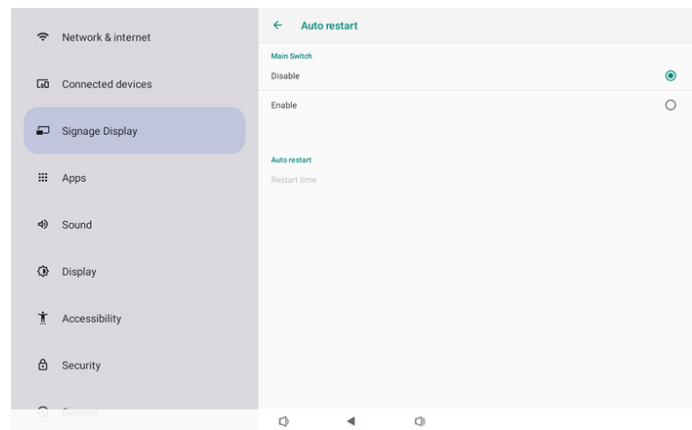 Network & internet
Connected devices
Signage Display
Apps
Sound
Display
Accessibility
Security
System
Auto restart
Main Switch
Disable
Enable
Auto restart
Restart time